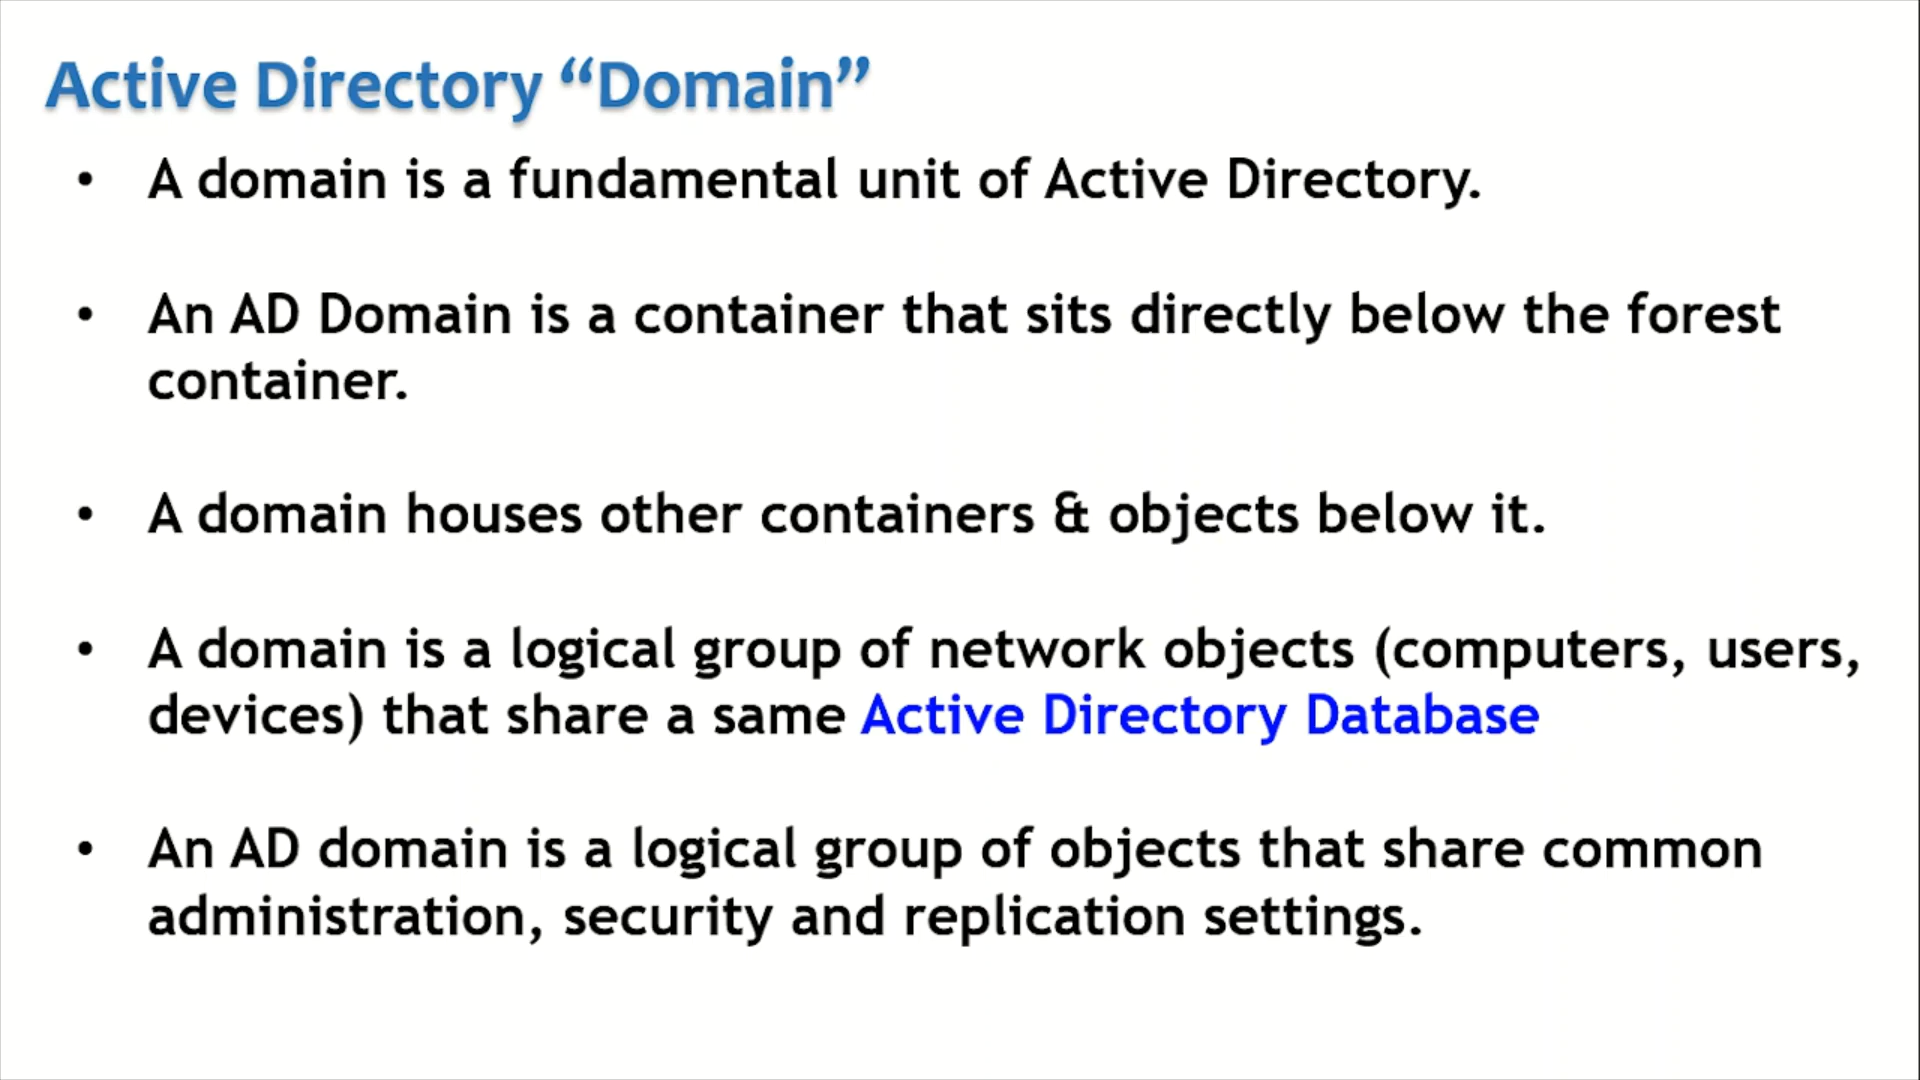 Active Directory “Domain”
• A domain is a fundamental unit of Active Directory.
• An AD Domain is a container that sits directly below the forest
container.
• A domain houses other containers & objects below it.
• A domain is a logical group of network objects (computers, users,
devices) that share a same Active Directory Database
• An AD domain is a logical group of objects that share common
administration, security and replication settings.